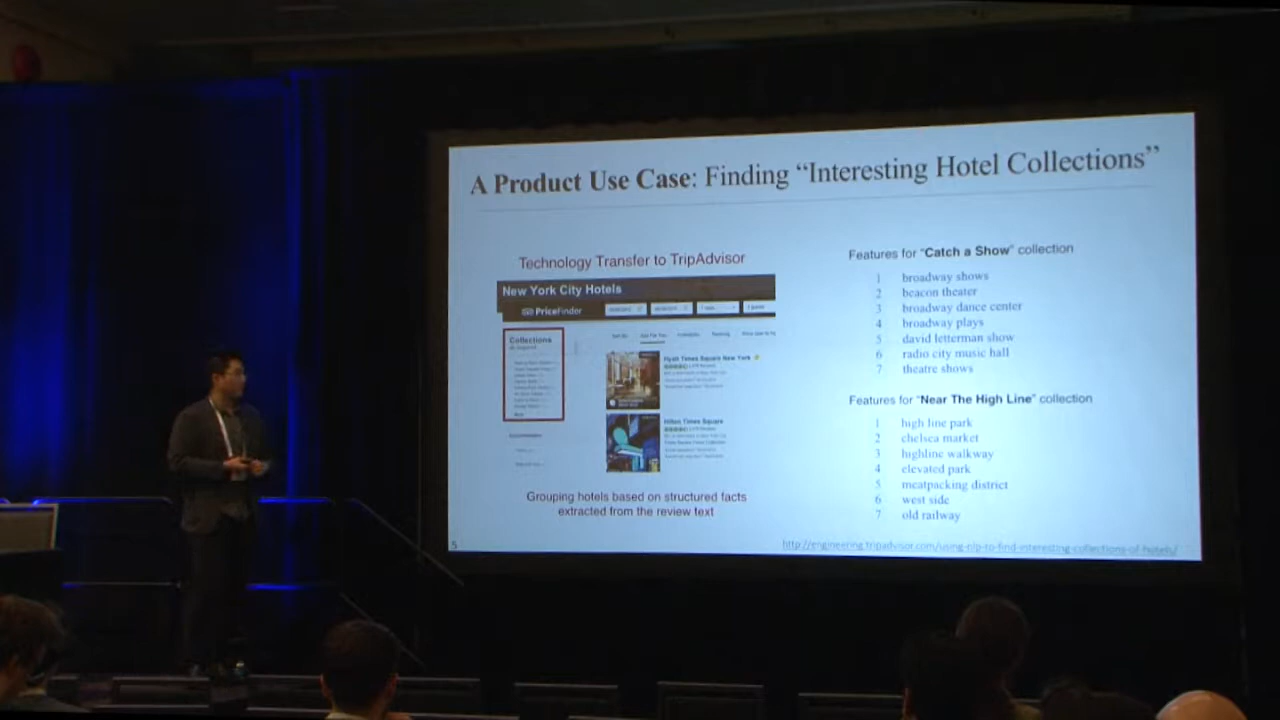 A Product Use Case: Finding “Interesting Hotel Collections”
Technology Transfer to TripAdvisor
New York City Hotels
PriceFinder
Collections
Hyatt Times Square New York
Hilton Times Square
Grouping hotels based on structured facts
extracted from the review text
Features for “Catch a Show” collection
1 broadway shows
2 beacon theater
3 broadway dance center
4 broadway plays
5 david letterman show
6 radio city music hall
7 theatre shows
Features for “Near The High Line” collection
1 high line park
2 chelsea market
3 highline walkway
4 elevated park
5 meatpacking district
6 west side
7 old railway
http://engineering.tripadvisor.com/using-nlp-to-find-interesting-collections-of-hotels/
5